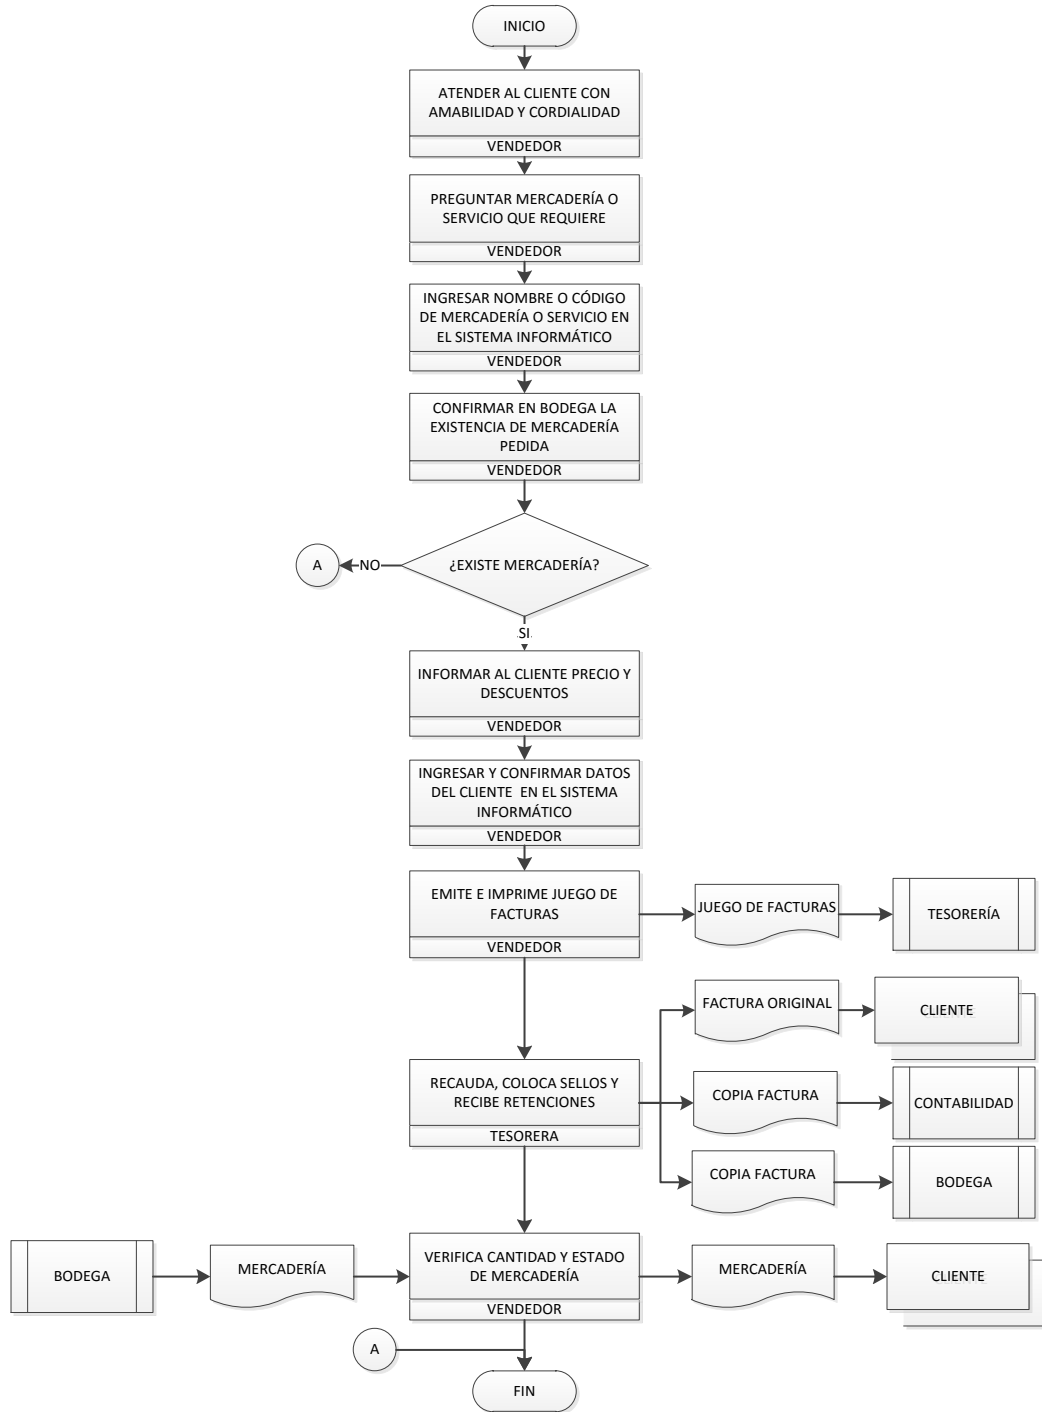 INICIO
ATENDER AL CLIENTE CON
AMABILIDAD Y CORDIALIDAD
VENDEDOR
PREGUNTAR MERCADERÍA O
SERVICIO QUE REQUIERE
VENDEDOR
INGRESAR NOMBRE O CÓDIGO
DE MERCADERÍA O SERVICIO EN
EL SISTEMA INFORMÁTICO
VENDEDOR
CONFIRMAR EN BODEGA LA
EXISTENCIA DE MERCADERÍA
PEDIDA
VENDEDOR
¿EXISTE MERCADERÍA?
NO
A
SI
INFORMAR AL CLIENTE PRECIO Y
DESCUENTOS
VENDEDOR
INGRESAR Y CONFIRMAR DATOS
DEL CLIENTE EN EL SISTEMA
INFORMÁTICO
VENDEDOR
EMITE E IMPRIME JUEGO DE
FACTURAS
VENDEDOR
JUEGO DE FACTURAS
TESORERÍA
FACTURA ORIGINAL
CLIENTE
RECAUDA, COLOCA SELLOS Y
RECIBE RETENCIONES
TESORERA
COPIA FACTURA
CONTABILIDAD
COPIA FACTURA
BODEGA
BODEGA
MERCADERÍA
VERIFICA CANTIDAD Y ESTADO
DE MERCADERÍA
VENDEDOR
MERCADERÍA
CLIENTE
A
FIN